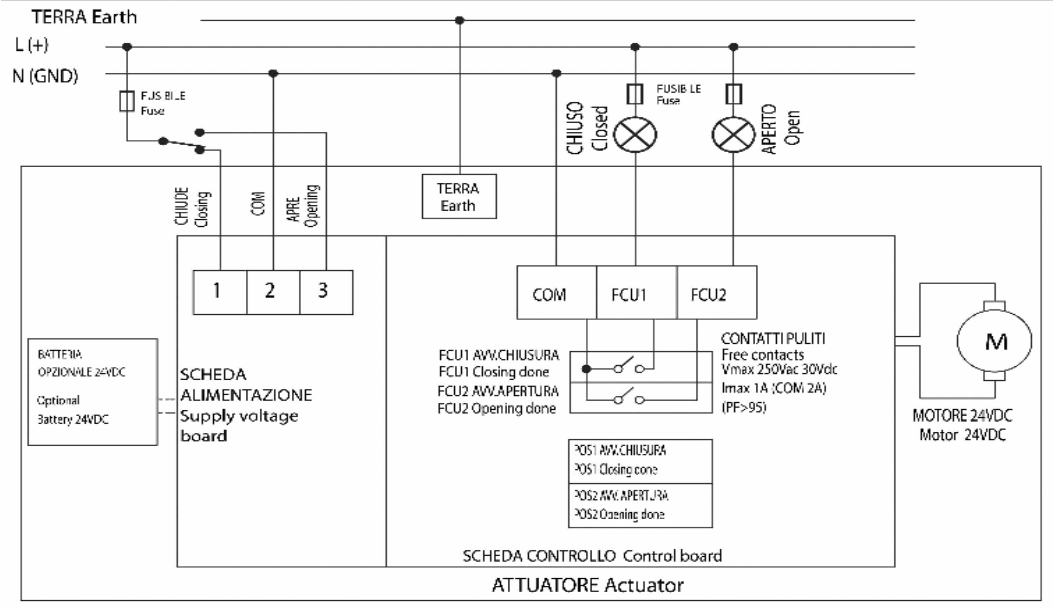 TERRA Earth
L (+)
N (GND)
FUSIBILE
Fuse
FUSIBILE
Fuse
CHIUSO
Closed
APERTO
Open
CHIUDE
Closing
COM
APRE
Opening
TERRA
Earth
1 2 3
COM FCU1 FCU2
FCU1 AVV.CHIUSURA
FCU1 Closing done
FCU2 AVV.APERTURA
FCU2 Opening done
CONTATTI PULITI
Free contacts
Vmax 250Vac 30Vdc
Imax 1A (COM 2A)
(PF>95)
M
MOTORE 24VDC
Motor 24VDC
BATTERIA
OPZIONALE 24VDC
Optional
Battery 24VDC
SCHEDA
ALIMENTAZIONE
Supply voltage
board
POS1 AVV.CHIUSURA
POS1 Closing done
POS2 AVV. APERTURA
POS2 Opening done
SCHEDA CONTROLLO Control board
ATTUATORE Actuator